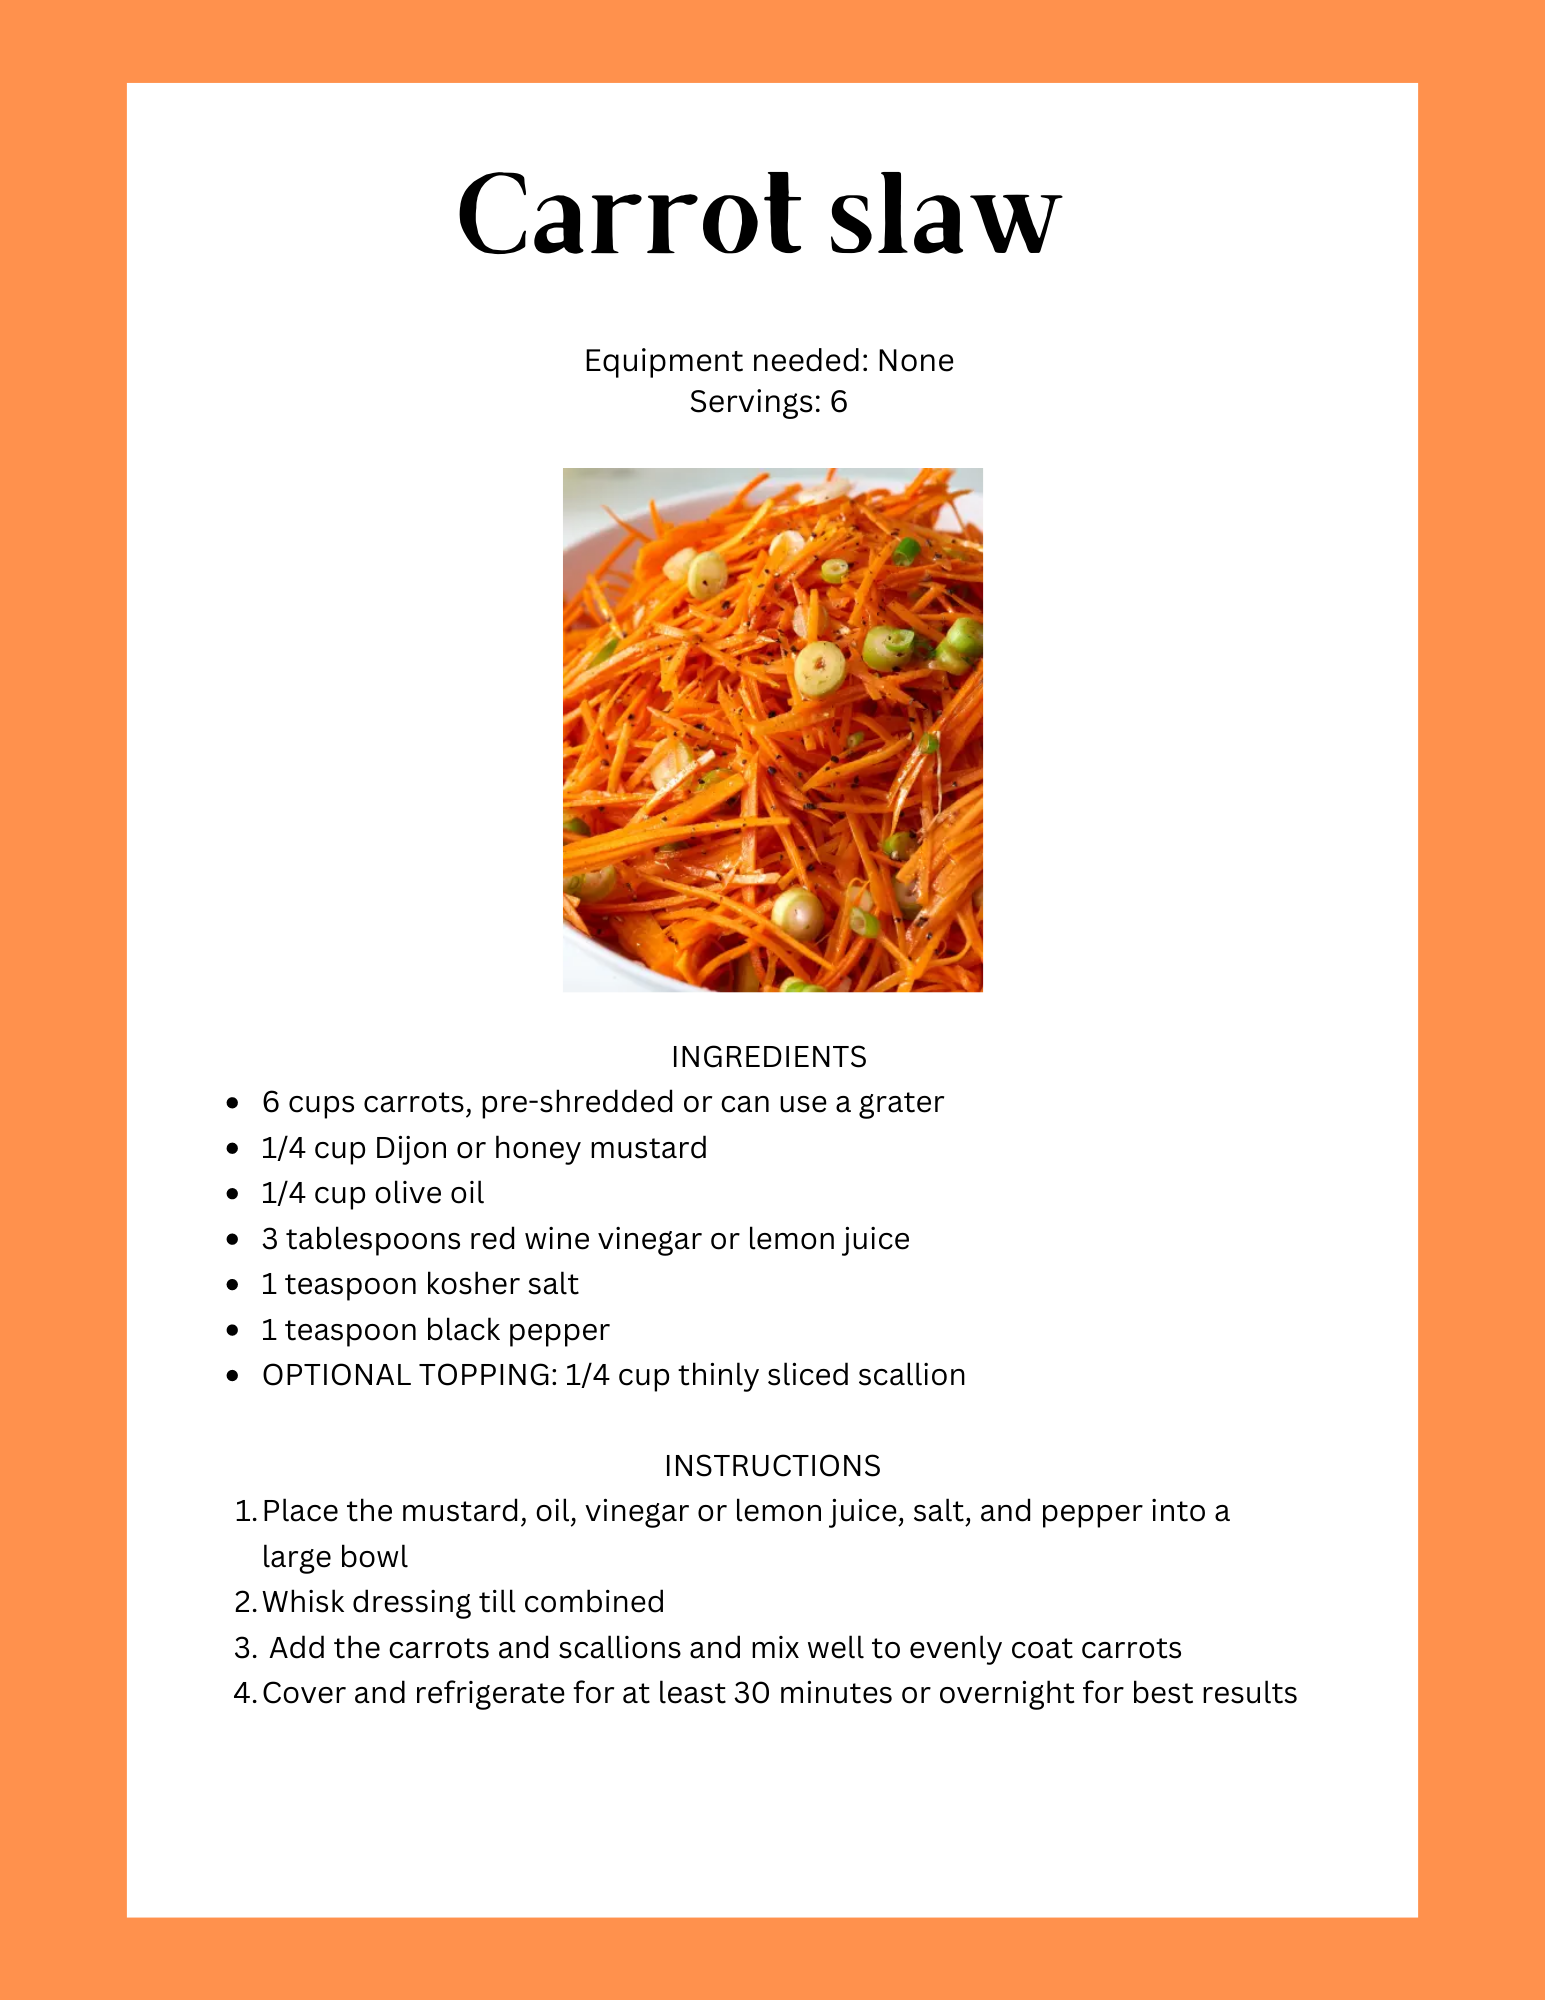 Carrot slaw
Equipment needed: None
Servings: 6
INGREDIENTS
• 6 cups carrots, pre-shredded or can use a grater
• 1/4 cup Dijon or honey mustard
• 1/4 cup olive oil
• 3 tablespoons red wine vinegar or lemon juice
• 1 teaspoon kosher salt
• 1 teaspoon black pepper
• OPTIONAL TOPPING: 1/4 cup thinly sliced scallion
INSTRUCTIONS
1. Place the mustard, oil, vinegar or lemon juice, salt, and pepper into a
large bowl
2. Whisk dressing till combined
3. Add the carrots and scallions and mix well to evenly coat carrots
4. Cover and refrigerate for at least 30 minutes or overnight for best results